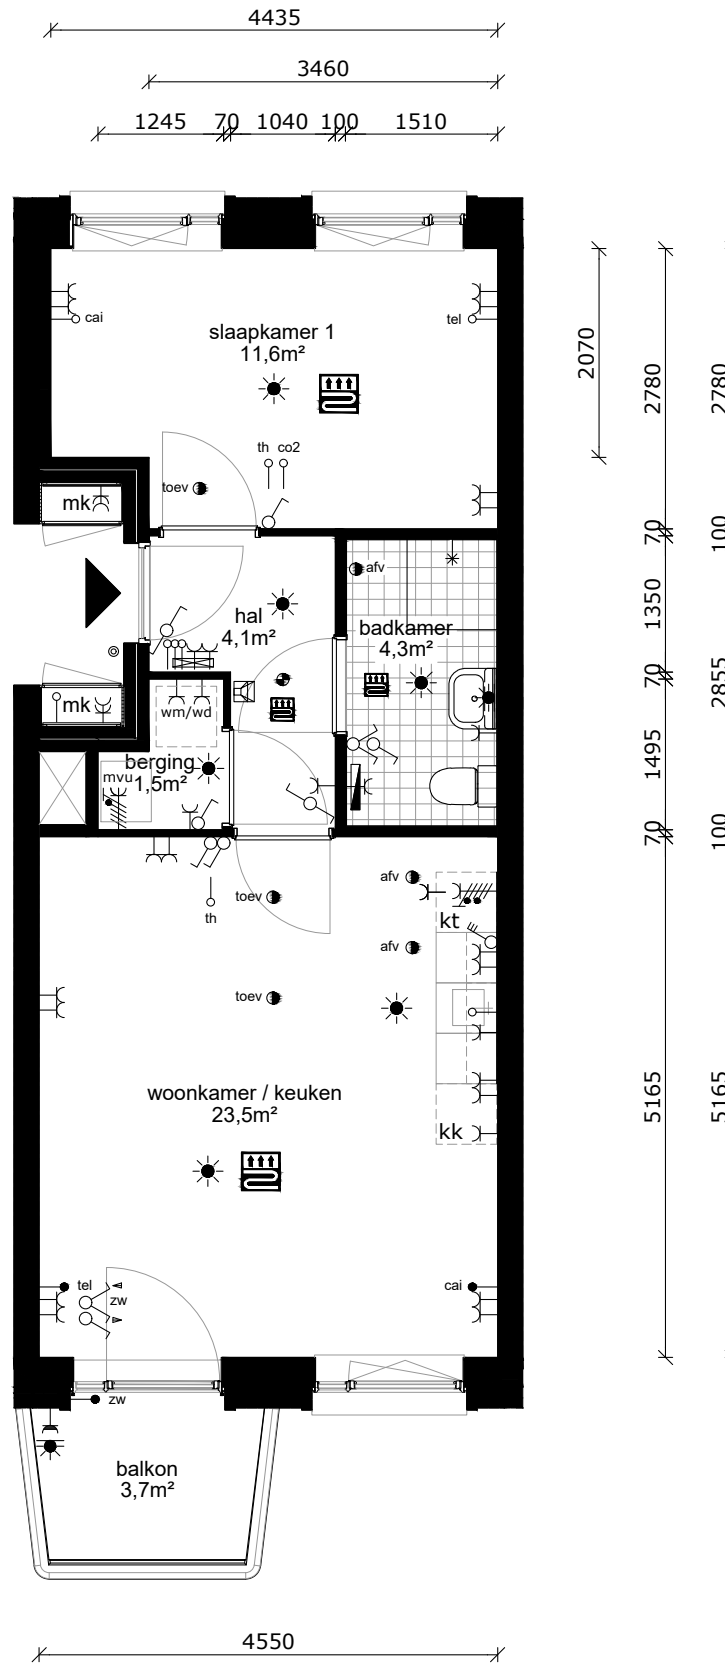 4435
3460
1245 70 1040 100 1510
cai
tel
slaapkamer 1
11,6m²
2070
2780
2780
th co2
toev
mk
70
100
afv
hal
4,1m²
badkamer
4,3m²
1350
70
2855
mk
wm/wd
berging
1,5m²
mvu
1495
70
100
toev
th
afv
kt
afv
toev
woonkamer / keuken
23,5m²
kk
5165
5165
tel
zw
cai
zw
balkon
3,7m²
4550